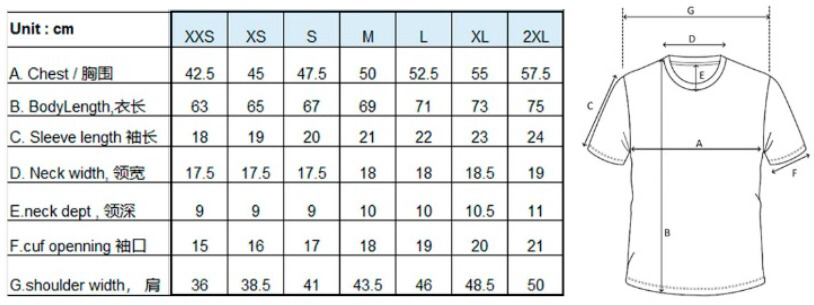 Unit : cm XXS XS S M L XL 2XL
A. Chest / 胸围 42.5 45 47.5 50 52.5 55 57.5
B. BodyLength,衣长 63 65 67 69 71 73 75
C. Sleeve length 袖长 18 19 20 21 22 23 24
D. Neck width, 领宽 17.5 17.5 17.5 18 18 18.5 19
E.neck dept , 领深 9 9 9 10 10 10.5 11
F.cuf openning 袖口 15 16 17 18 19 20 21
G.shoulder width， 肩 36 38.5 41 43.5 46 48.5 50
G
D
E
C
A
F
B